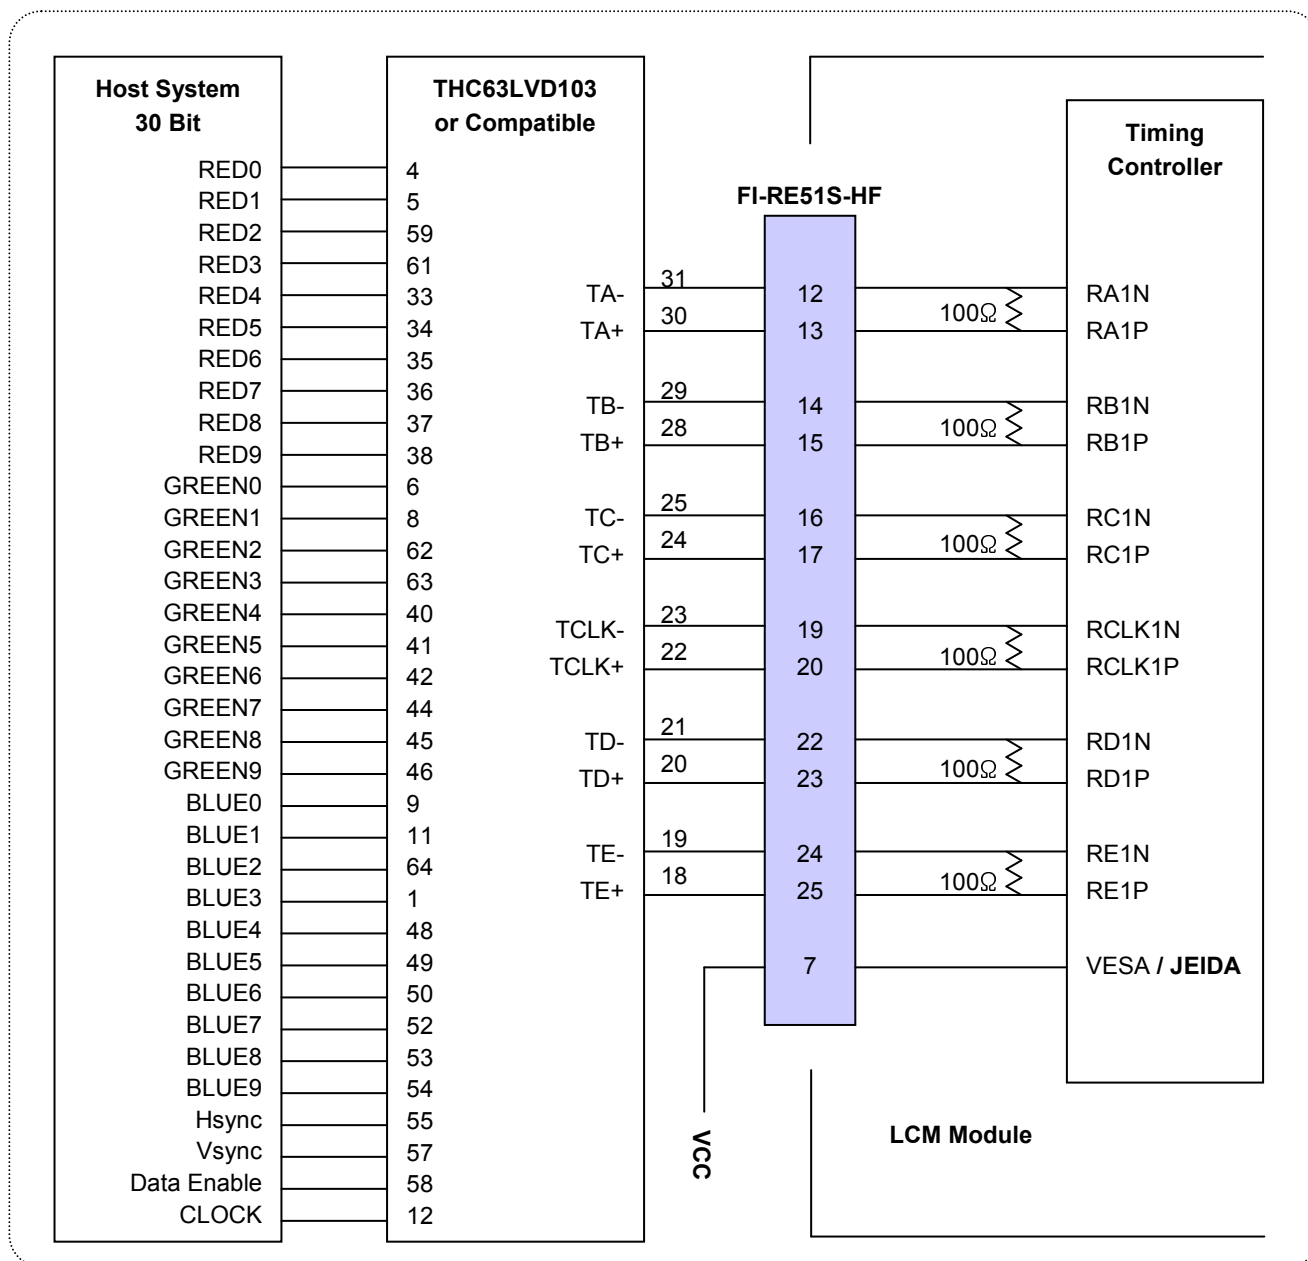 Host System
30 Bit
RED0
RED1
RED2
RED3
RED4
RED5
RED6
RED7
RED8
RED9
GREEN0
GREEN1
GREEN2
GREEN3
GREEN4
GREEN5
GREEN6
GREEN7
GREEN8
GREEN9
BLUE0
BLUE1
BLUE2
BLUE3
BLUE4
BLUE5
BLUE6
BLUE7
BLUE8
BLUE9
Hsync
Vsync
Data Enable
CLOCK
THC63LVD103
or Compatible
4
5
59
61
33
34
35
36
37
38
6
8
62
63
40
41
42
44
45
46
9
11
64
1
48
49
50
52
53
54
55
57
58
12
TA-
TA+
TB-
TB+
TC-
TC+
TCLK-
TCLK+
TD-
TD+
TE-
TE+
31
30
29
28
25
24
23
22
21
20
19
18
FI-RE51S-HF
12
13
14
15
16
17
19
20
22
23
24
25
7
VCC
100Ω
100Ω
100Ω
100Ω
100Ω
100Ω
Timing
Controller
RA1N
RA1P
RB1N
RB1P
RC1N
RC1P
RCLK1N
RCLK1P
RD1N
RD1P
RE1N
RE1P
VESA / JEIDA
LCM Module